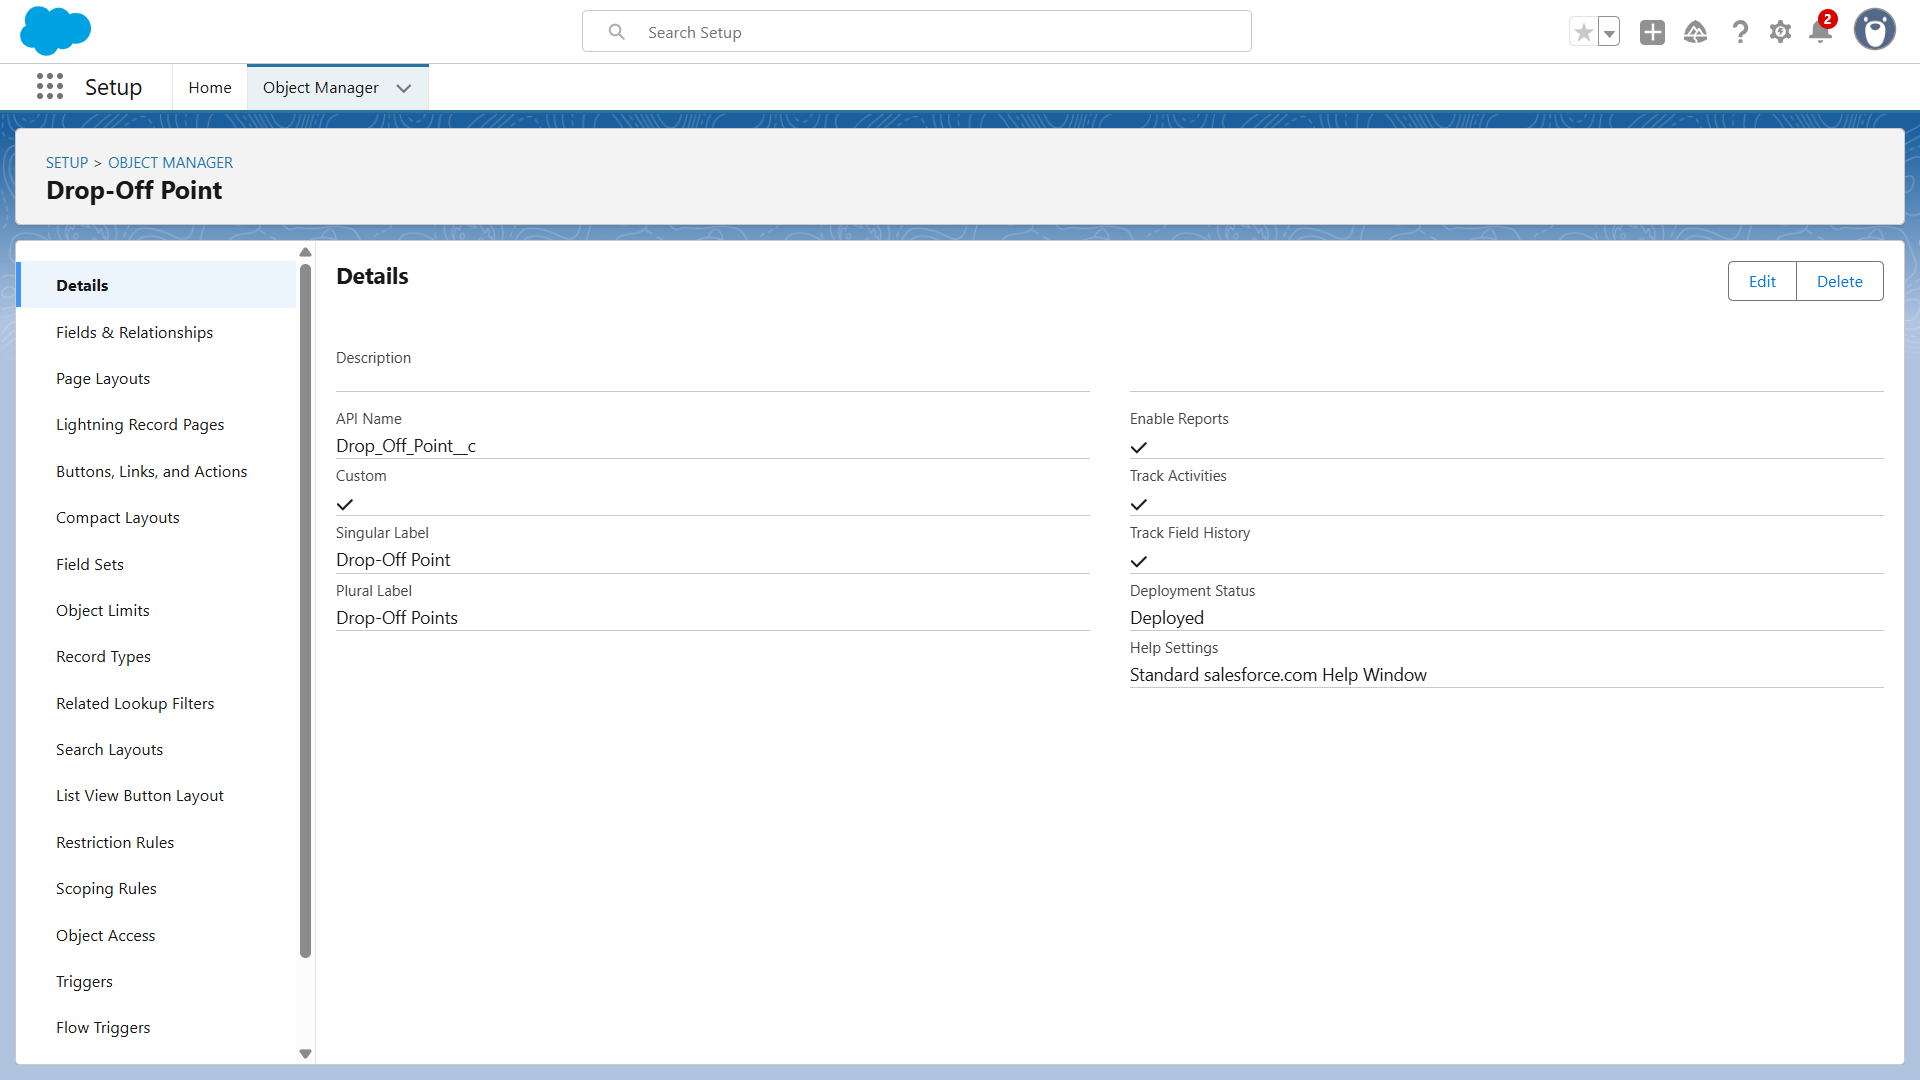 Search Setup
2
Setup
Home
Object Manager
SETUP > OBJECT MANAGER
Drop-Off Point
Details
Fields & Relationships
Page Layouts
Lightning Record Pages
Buttons, Links, and Actions
Compact Layouts
Field Sets
Object Limits
Record Types
Related Lookup Filters
Search Layouts
List View Button Layout
Restriction Rules
Scoping Rules
Object Access
Triggers
Flow Triggers
Details
Edit
Delete
Description
API Name
Drop_Off_Point__c
Custom
Singular Label
Drop-Off Point
Plural Label
Drop-Off Points
Enable Reports
Track Activities
Track Field History
Deployment Status
Deployed
Help Settings
Standard salesforce.com Help Window